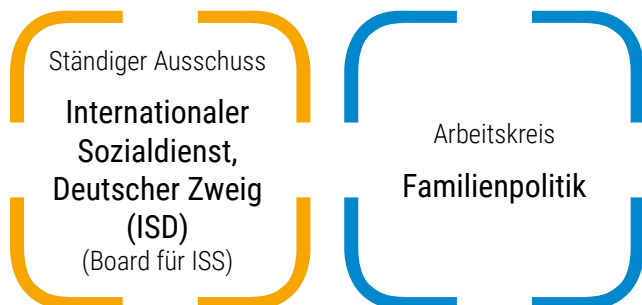 Ständiger Ausschuss
Internationaler
Sozialdienst,
Deutscher Zweig
(ISD)
(Board für ISS)
Arbeitskreis
Familienpolitik